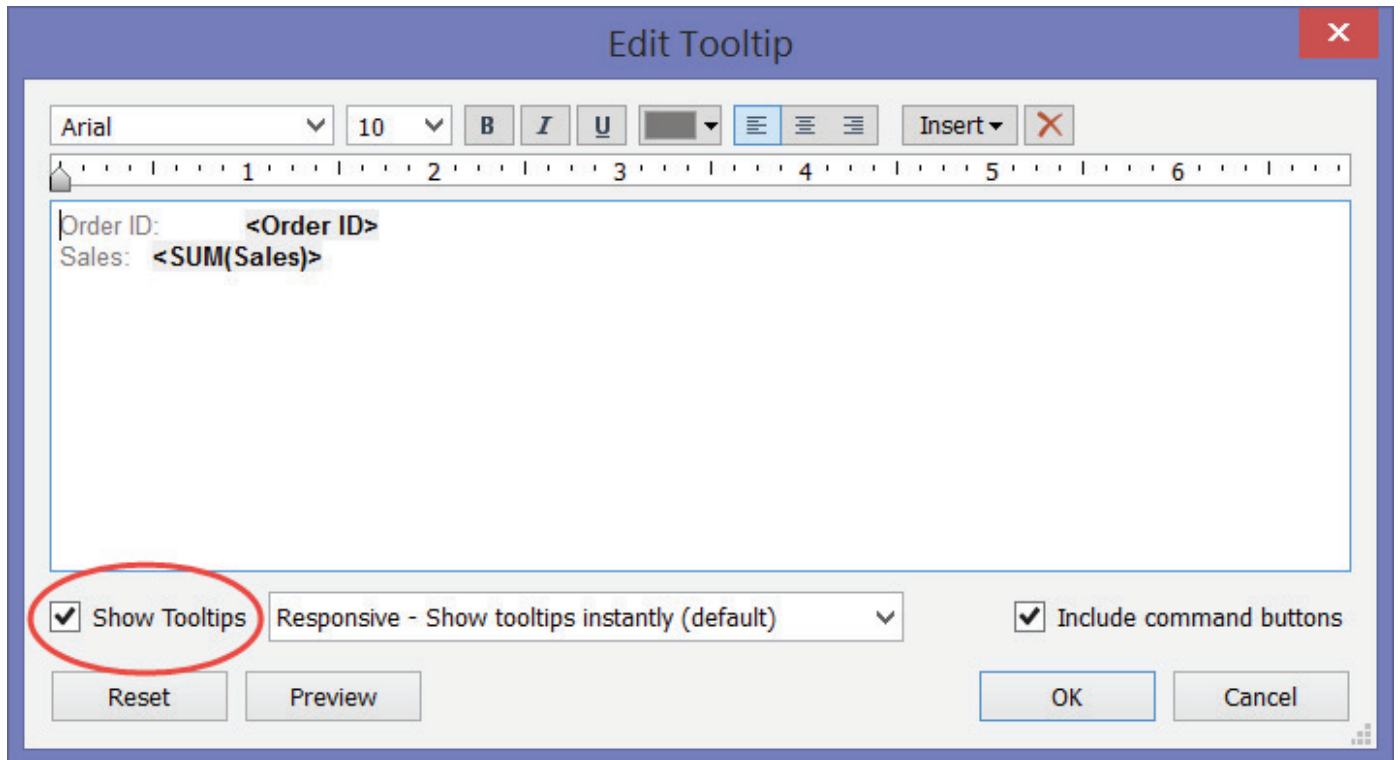 Edit Tooltip
Arial 10 B I U Insert
1 2 3 4 5 6
Order ID: <Order ID>
Sales: <SUM(Sales)>
Show Tooltips Responsive - Show tooltips instantly (default) Include command buttons
Reset Preview OK Cancel